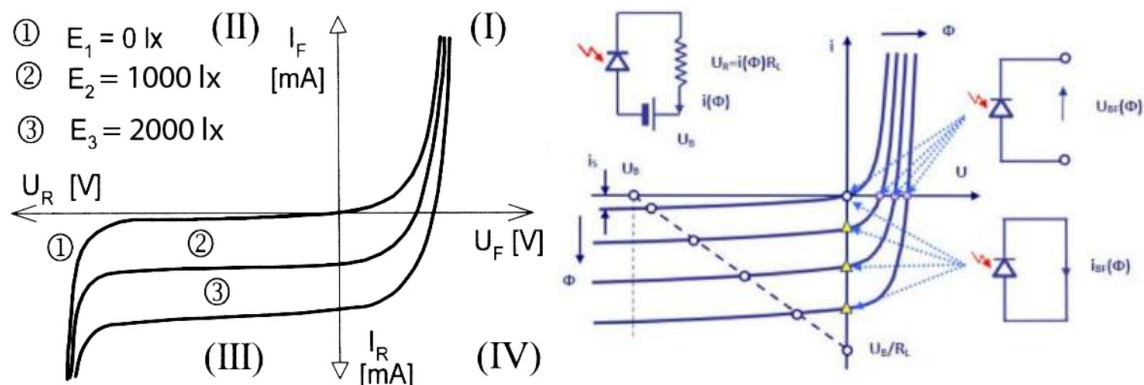 ① E₁ = 0 lx
② E₂ = 1000 lx
③ E₃ = 2000 lx
(II)
I_F
[mA]
(I)
U_R [V]
U_F [V]
①
②
③
(III)
I_R
[mA]
(IV)
U_R=i(Φ)R_L
i(Φ)
U_B
i
Φ
U_BF(Φ)
i_S
U_B
U
Φ
i_BF(Φ)
U_B/R_L